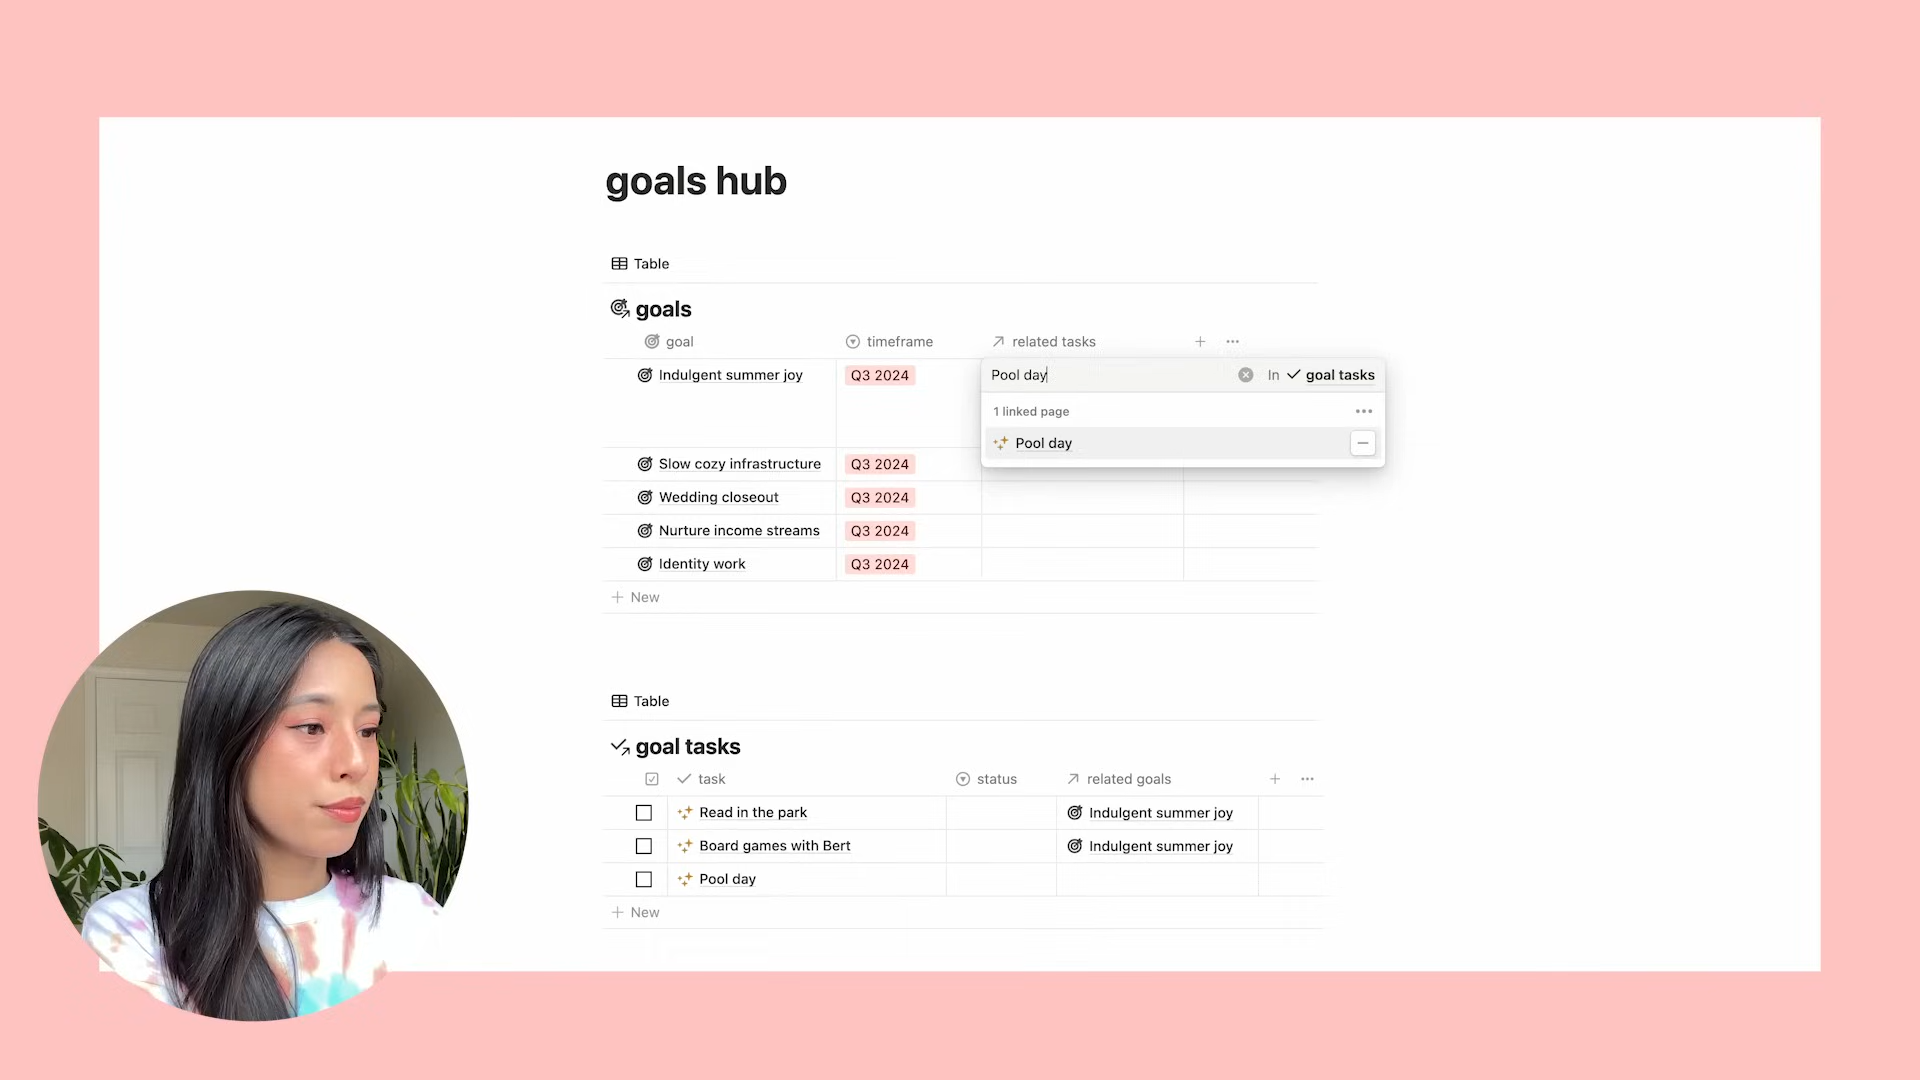 goals hub
Table
goals
goal timeframe related tasks
Indulgent summer joy Q3 2024 Pool day In goal tasks
1 linked page
Pool day
Slow cozy infrastructure Q3 2024
Wedding closeout Q3 2024
Nurture income streams Q3 2024
Identity work Q3 2024
New
Table
goal tasks
task status related goals
Read in the park Indulgent summer joy
Board games with Bert Indulgent summer joy
Pool day
New